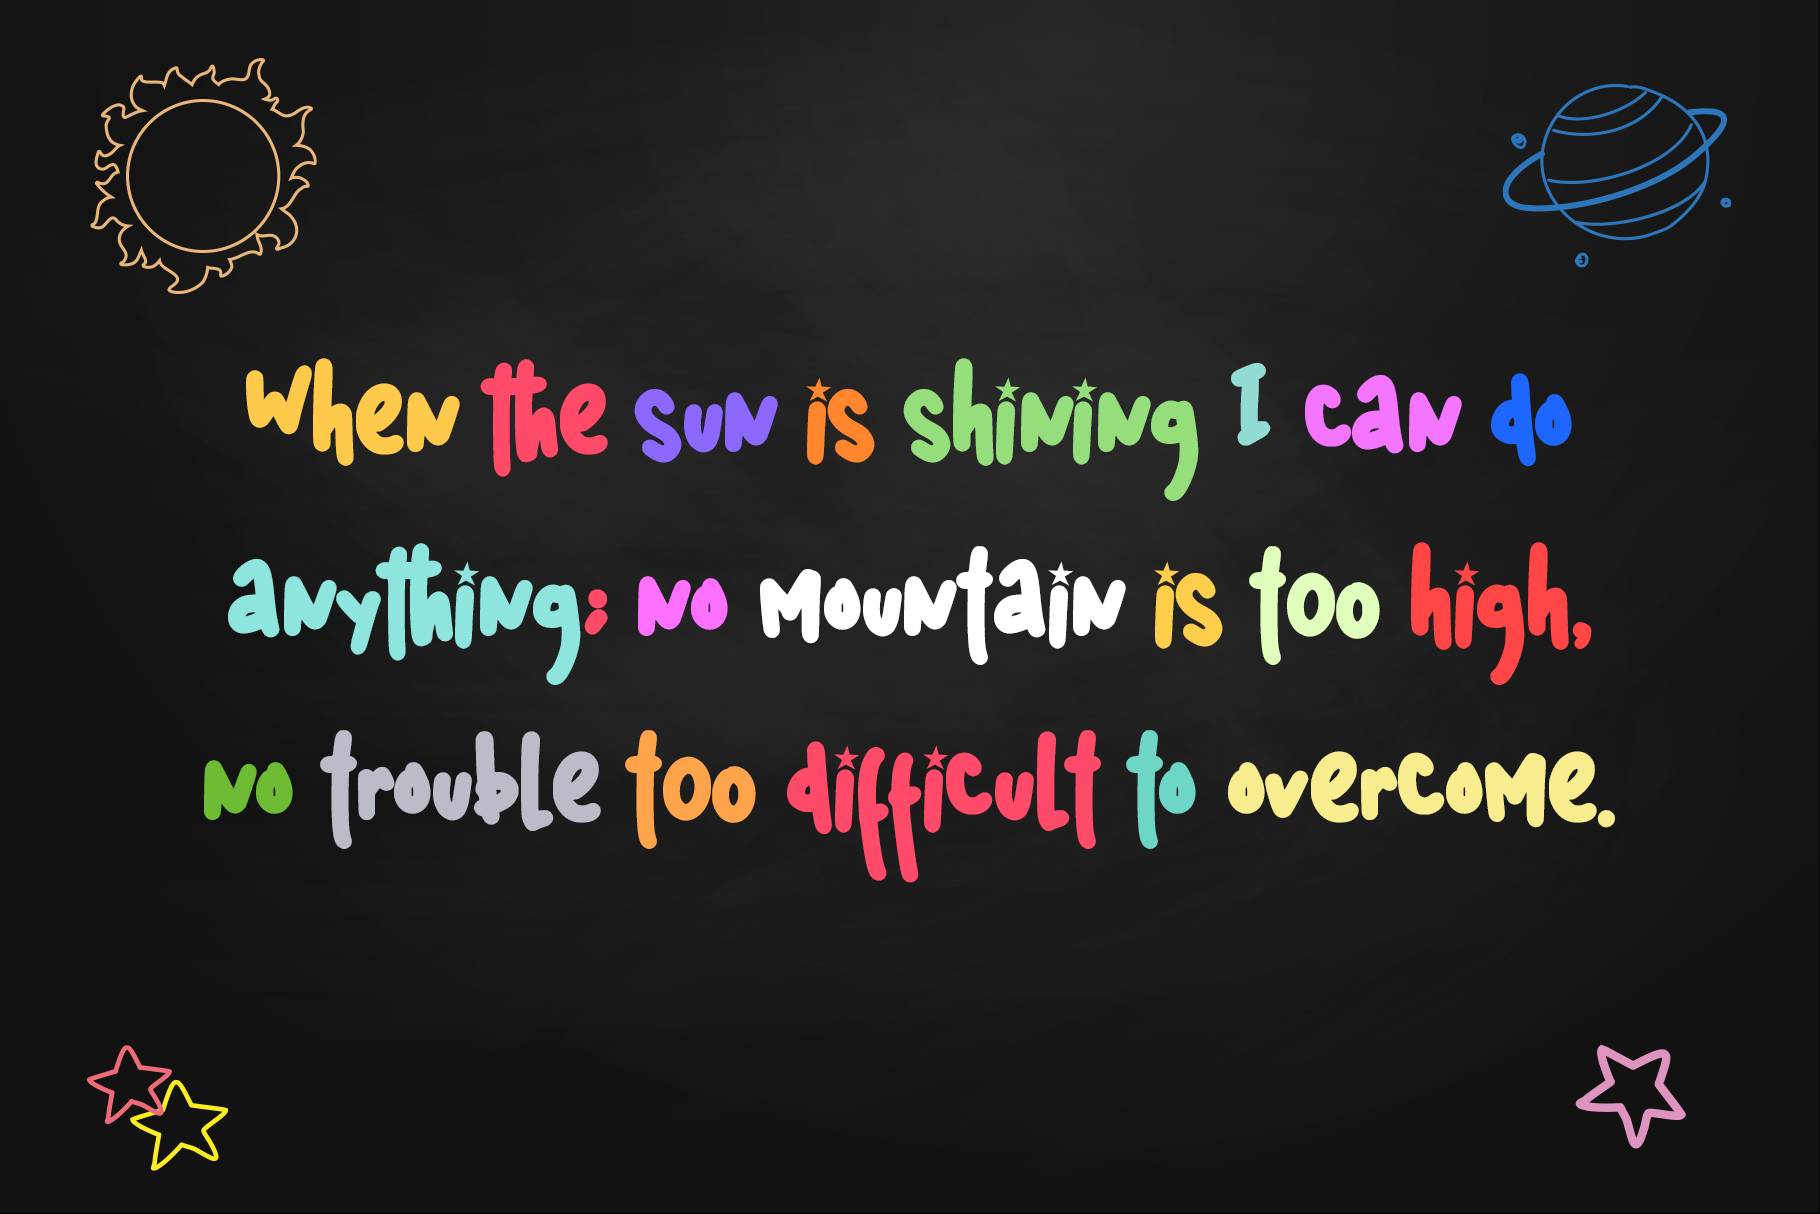 When the sun is shining I can do
anything; no mountain is too high,
no trouble too difficult to overcome.